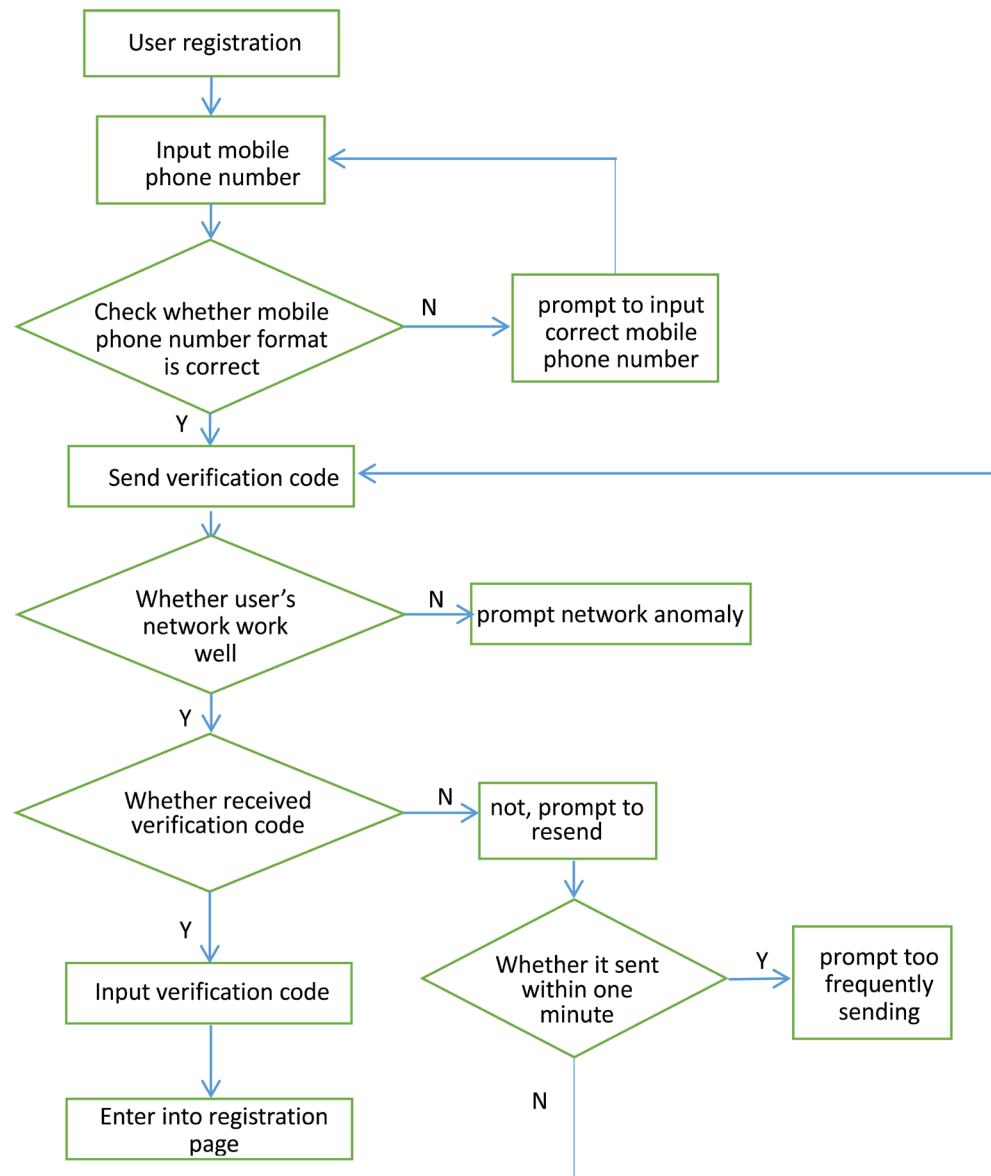 User registration
Input mobile
phone number
Check whether mobile
phone number format
is correct
N
prompt to input
correct mobile
phone number
Y
Send verification code
Whether user’s
network work
well
N
prompt network anomaly
Y
Whether received
verification code
N
not, prompt to
resend
Y
Whether it sent
within one
minute
Y
prompt too
frequently
sending
Input verification code
N
Enter into registration
page